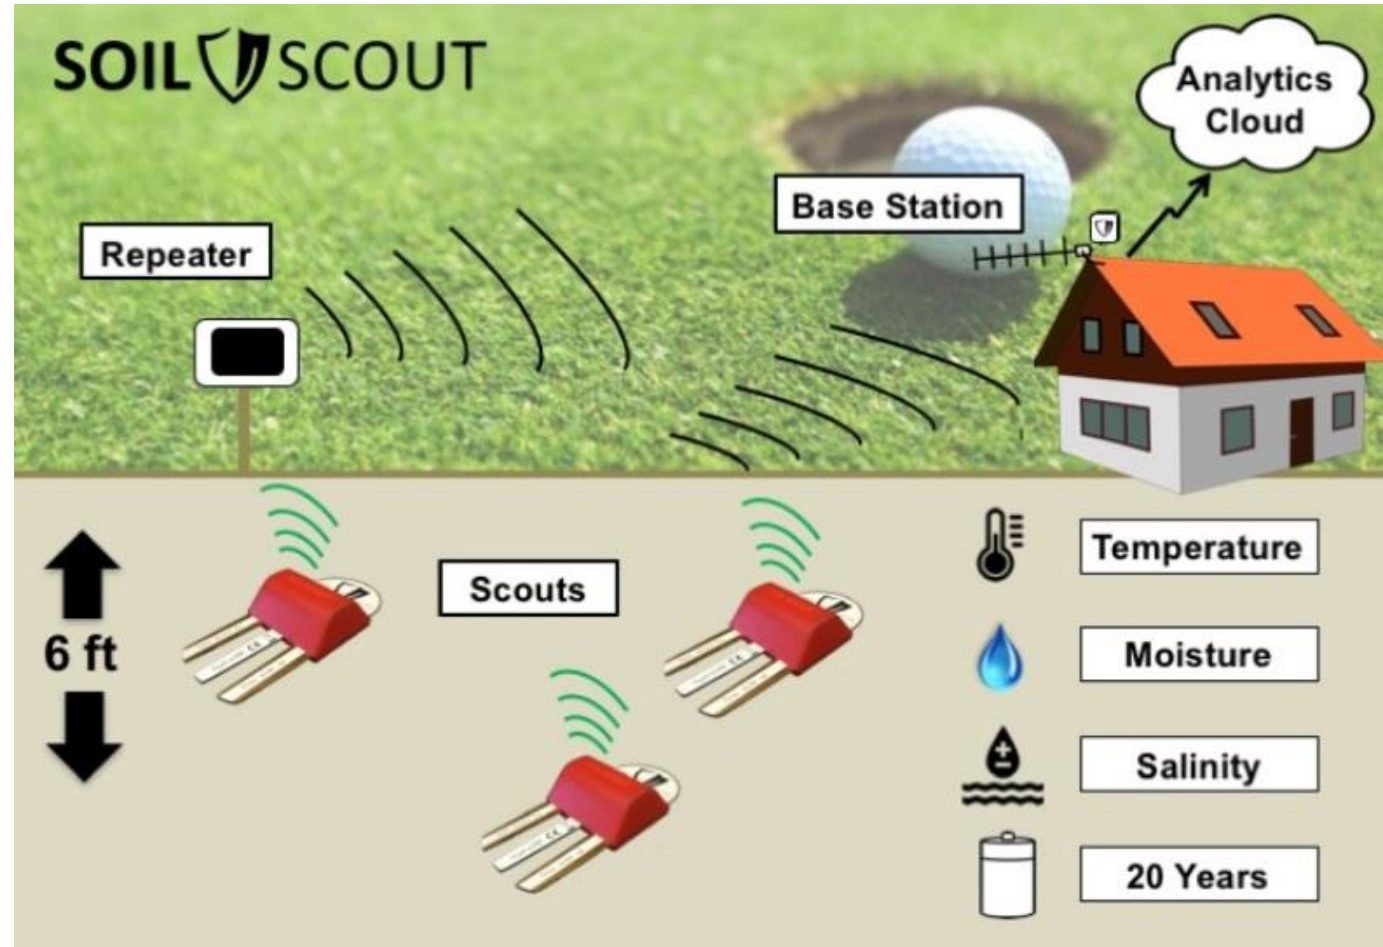 SOIL SCOUT
Analytics
Cloud
Base Station
Repeater
Scouts
6 ft
Temperature
Moisture
Salinity
20 Years